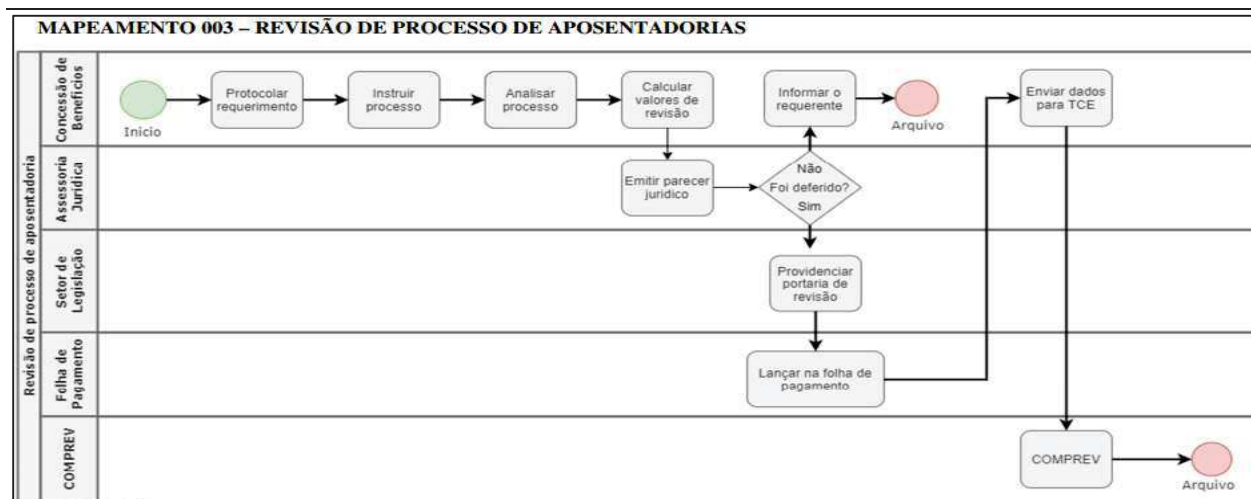 MAPEAMENTO 003 – REVISÃO DE PROCESSO DE APOSENTADORIAS
Revisão de processo de aposentadoria
Concessão de
Benefícios
Início
Protocolar
requerimento
Instruir
processo
Analisar
processo
Calcular
valores de
revisão
Informar o
requerente
Arquivo
Enviar dados
para TCE
Assessoria
Jurídica
Emitir parecer
jurídico
Não
Foi deferido?
Sim
Setor de
Legislação
Providenciar
portaria de
revisão
Folha de
Pagamento
Lançar na folha de
pagamento
COMPREV
COMPREV
Arquivo